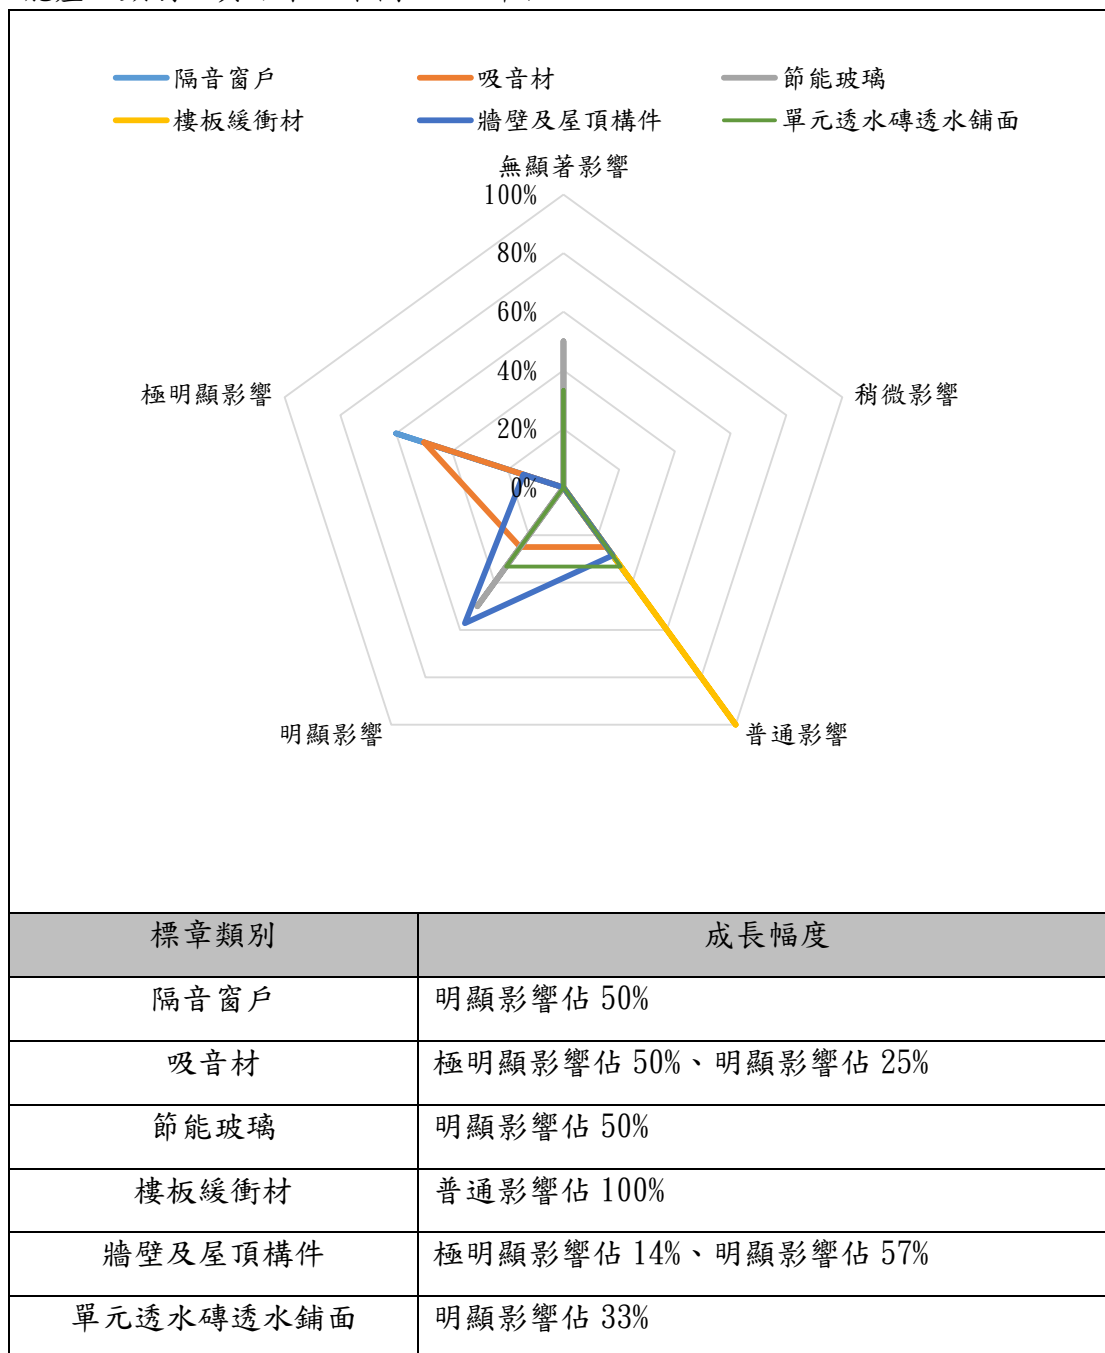 隔音窗戶 吸音材 節能玻璃
樓板緩衝材 牆壁及屋頂構件 單元透水磚透水舖面
無顯著影響
100%
80%
60%
40%
20%
0%
極明顯影響 稍微影響
明顯影響 普通影響
標章類別 成長幅度
隔音窗戶 明顯影響佔 50%
吸音材 極明顯影響佔 50%、明顯影響佔 25%
節能玻璃 明顯影響佔 50%
樓板緩衝材 普通影響佔 100%
牆壁及屋頂構件 極明顯影響佔 14%、明顯影響佔 57%
單元透水磚透水鋪面 明顯影響佔 33%